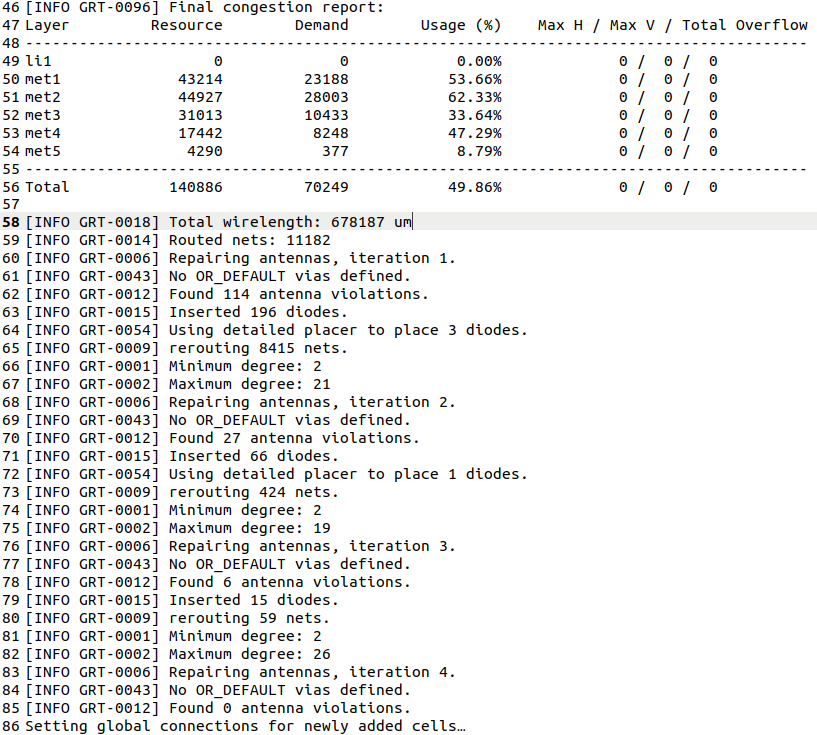 46 [INFO GRT-0096] Final congestion report:
47 Layer         Resource        Demand        Usage (%)    Max H / Max V / Total Overflow
48 ---------------------------------------------------------------------------------------
49 li1                  0             0            0.00%             0 /  0 /  0
50 met1             43214         23188           53.66%             0 /  0 /  0
51 met2             44927         28003           62.33%             0 /  0 /  0
52 met3             31013         10433           33.64%             0 /  0 /  0
53 met4             17442          8248           47.29%             0 /  0 /  0
54 met5              4290           377            8.79%             0 /  0 /  0
55 ---------------------------------------------------------------------------------------
56 Total           140886         70249           49.86%             0 /  0 /  0
57
58 [INFO GRT-0018] Total wirelength: 678187 um
59 [INFO GRT-0014] Routed nets: 11182
60 [INFO GRT-0006] Repairing antennas, iteration 1.
61 [INFO GRT-0043] No OR_DEFAULT vias defined.
62 [INFO GRT-0012] Found 114 antenna violations.
63 [INFO GRT-0015] Inserted 196 diodes.
64 [INFO GRT-0054] Using detailed placer to place 3 diodes.
65 [INFO GRT-0009] rerouting 8415 nets.
66 [INFO GRT-0001] Minimum degree: 2
67 [INFO GRT-0002] Maximum degree: 21
68 [INFO GRT-0006] Repairing antennas, iteration 2.
69 [INFO GRT-0043] No OR_DEFAULT vias defined.
70 [INFO GRT-0012] Found 27 antenna violations.
71 [INFO GRT-0015] Inserted 66 diodes.
72 [INFO GRT-0054] Using detailed placer to place 1 diodes.
73 [INFO GRT-0009] rerouting 424 nets.
74 [INFO GRT-0001] Minimum degree: 2
75 [INFO GRT-0002] Maximum degree: 19
76 [INFO GRT-0006] Repairing antennas, iteration 3.
77 [INFO GRT-0043] No OR_DEFAULT vias defined.
78 [INFO GRT-0012] Found 6 antenna violations.
79 [INFO GRT-0015] Inserted 15 diodes.
80 [INFO GRT-0009] rerouting 59 nets.
81 [INFO GRT-0001] Minimum degree: 2
82 [INFO GRT-0002] Maximum degree: 26
83 [INFO GRT-0006] Repairing antennas, iteration 4.
84 [INFO GRT-0043] No OR_DEFAULT vias defined.
85 [INFO GRT-0012] Found 0 antenna violations.
86 Setting global connections for newly added cells…